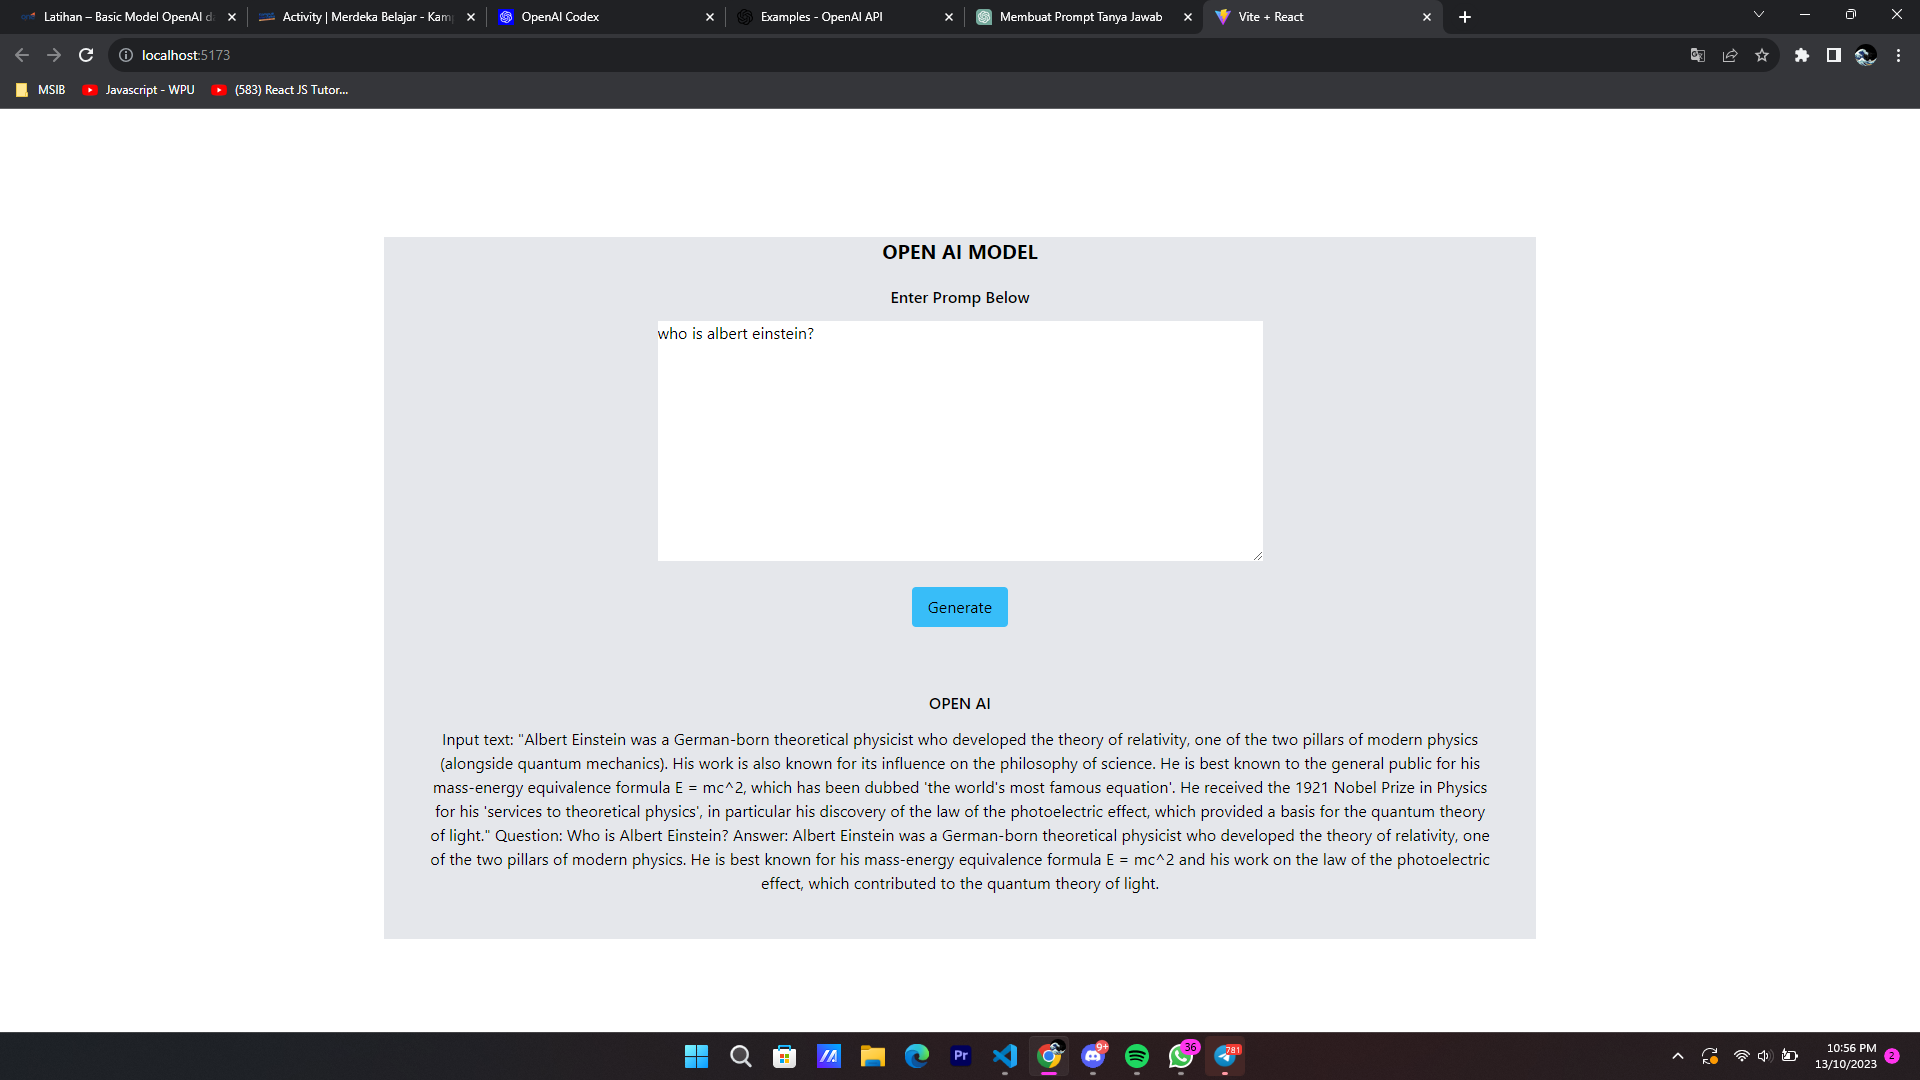 Latihan – Basic Model OpenAI da
Activity | Merdeka Belajar - Kamp
OpenAI Codex
Examples - OpenAI API
Membuat Prompt Tanya Jawab
Vite + React
localhost:5173
MSIB
Javascript - WPU
(583) React JS Tutor...
OPEN AI MODEL
Enter Promp Below
who is albert einstein?
Generate
OPEN AI
Input text: "Albert Einstein was a German-born theoretical physicist who developed the theory of relativity, one of the two pillars of modern physics
(alongside quantum mechanics). His work is also known for its influence on the philosophy of science. He is best known to the general public for his
mass-energy equivalence formula E = mc^2, which has been dubbed 'the world's most famous equation'. He received the 1921 Nobel Prize in Physics
for his 'services to theoretical physics', in particular his discovery of the law of the photoelectric effect, which provided a basis for the quantum theory
of light." Question: Who is Albert Einstein? Answer: Albert Einstein was a German-born theoretical physicist who developed the theory of relativity, one
of the two pillars of modern physics. He is best known for his mass-energy equivalence formula E = mc^2 and his work on the law of the photoelectric
effect, which contributed to the quantum theory of light.
Pr
9+
36
781
10:56 PM
13/10/2023
2